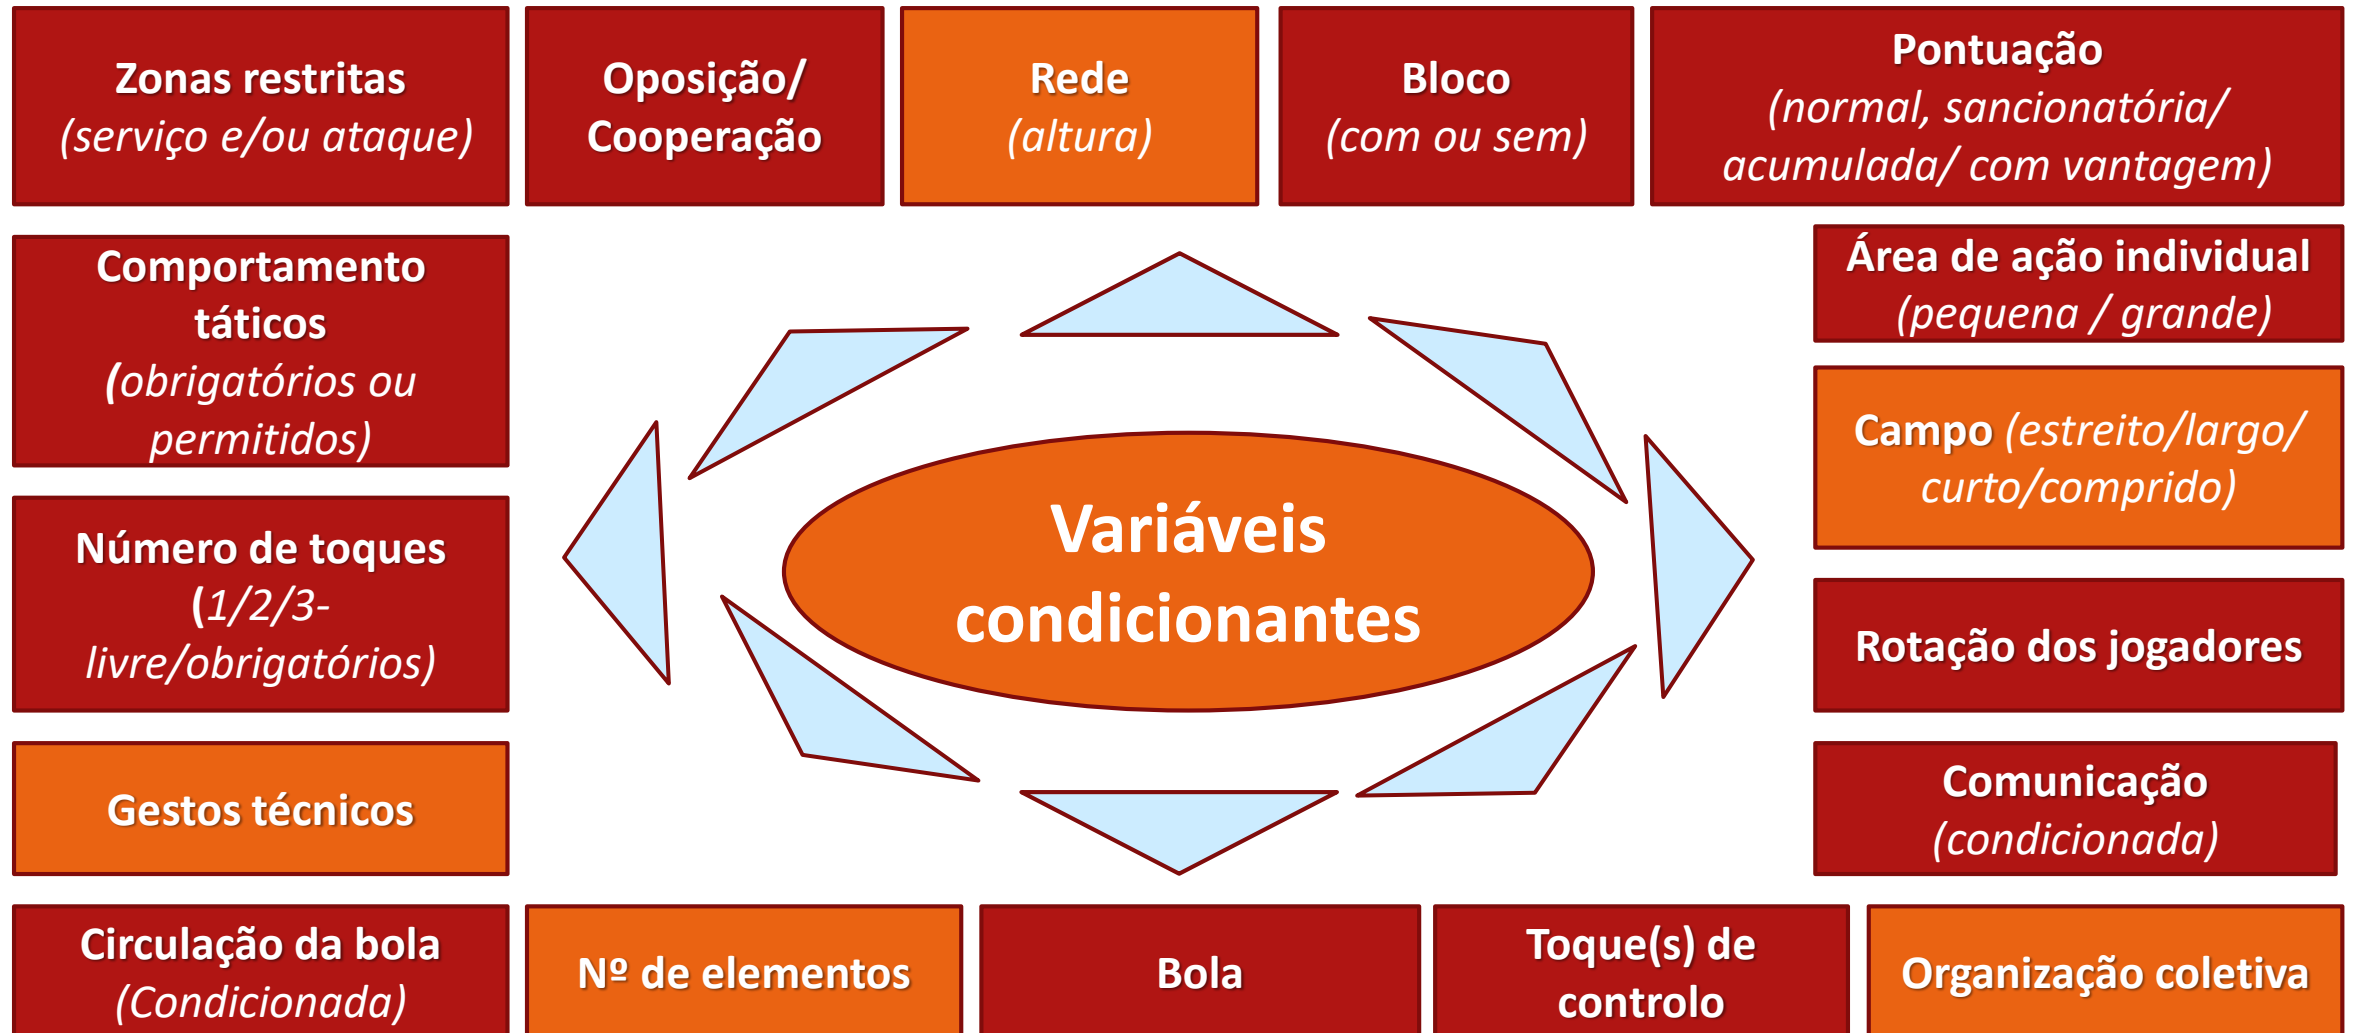 Zonas restritas
(serviço e/ou ataque)
Oposição/
Cooperação
Rede
(altura)
Bloco
(com ou sem)
Pontuação
(normal, sancionatória/
acumulada/ com vantagem)
Comportamento
táticos
(obrigatórios ou
permitidos)
Área de ação individual
(pequena / grande)
Campo (estreito/largo/
curto/comprido)
Variáveis
condicionantes
Número de toques
(1/2/3-
livre/obrigatórios)
Rotação dos jogadores
Gestos técnicos
Comunicação
(condicionada)
Circulação da bola
(Condicionada)
Nº de elementos
Bola
Toque(s) de
controlo
Organização coletiva